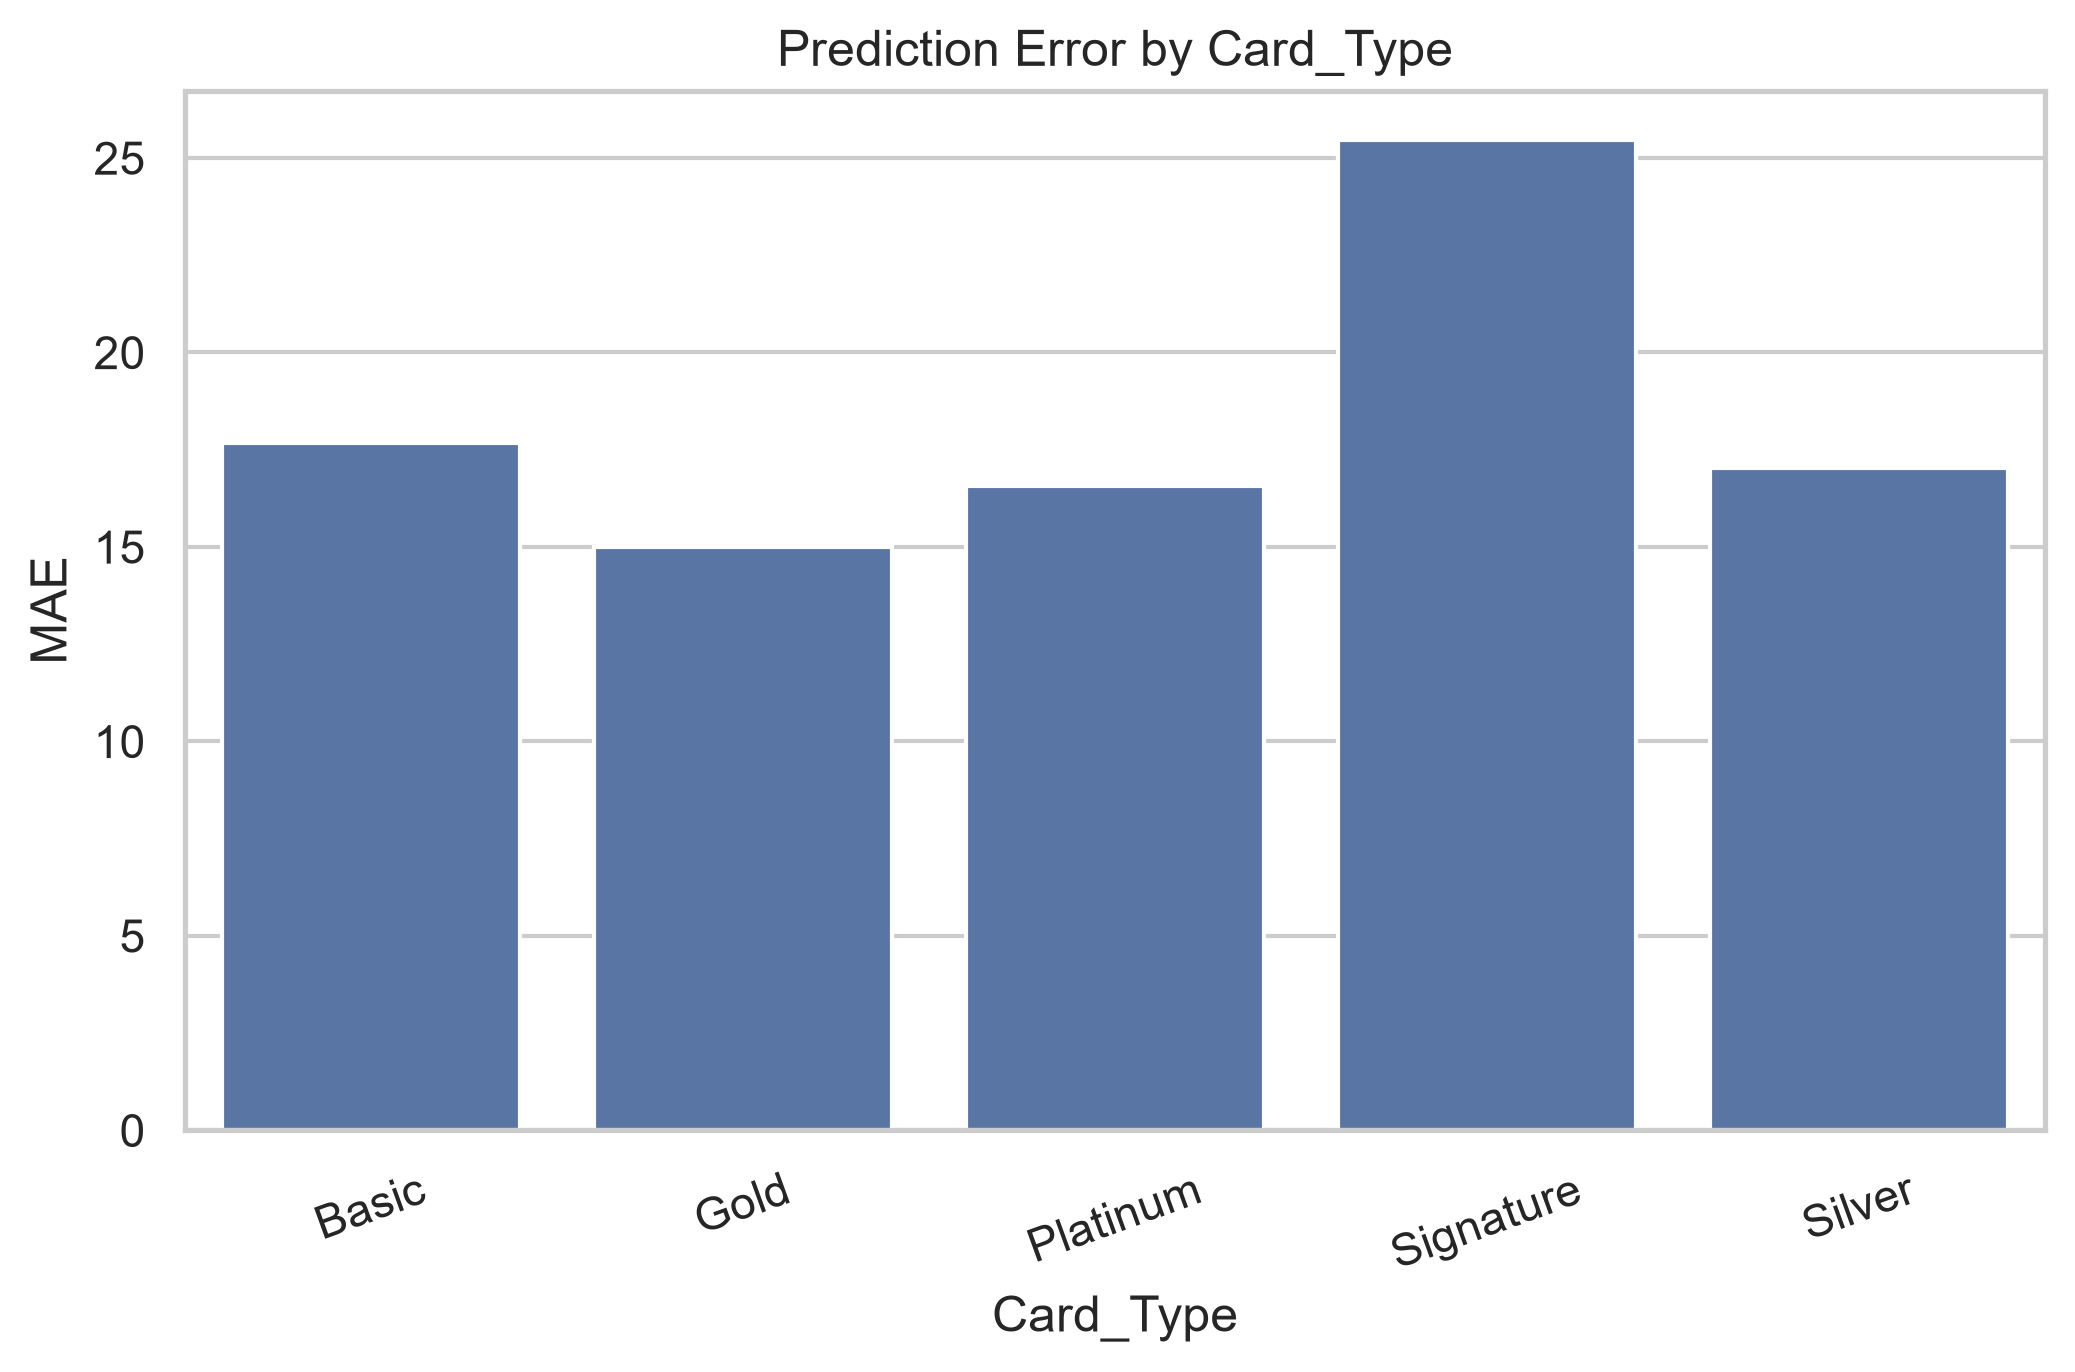 Prediction Error by Card_Type
MAE
25
20
15
10
5
0
Basic
Gold
Platinum
Signature
Silver
Card_Type